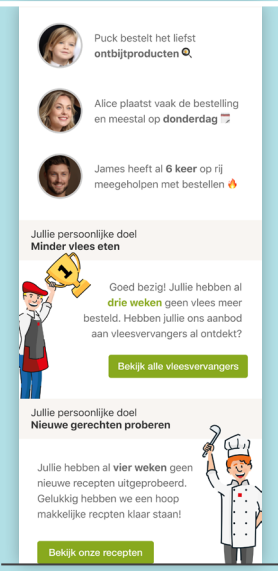 Puck bestelt het liefst
ontbijtproducten 🍳
Alice plaatst vaak de bestelling
en meestal op donderdag 🗓️
James heeft al 6 keer op rij
meegeholpen met bestellen 🔥
Jullie persoonlijke doel
Minder vlees eten
1
Goed bezig! Jullie hebben al
drie weken geen vlees meer
besteld. Hebben jullie ons aanbod
aan vleesvervangers al ontdekt?
Bekijk alle vleesvervangers
Jullie persoonlijke doel
Nieuwe gerechten proberen
Jullie hebben al vier weken geen
nieuwe recepten uitgeprobeerd.
Gelukkig hebben we een hoop
makkelijke recpten klaar staan!
Bekijk onze recepten